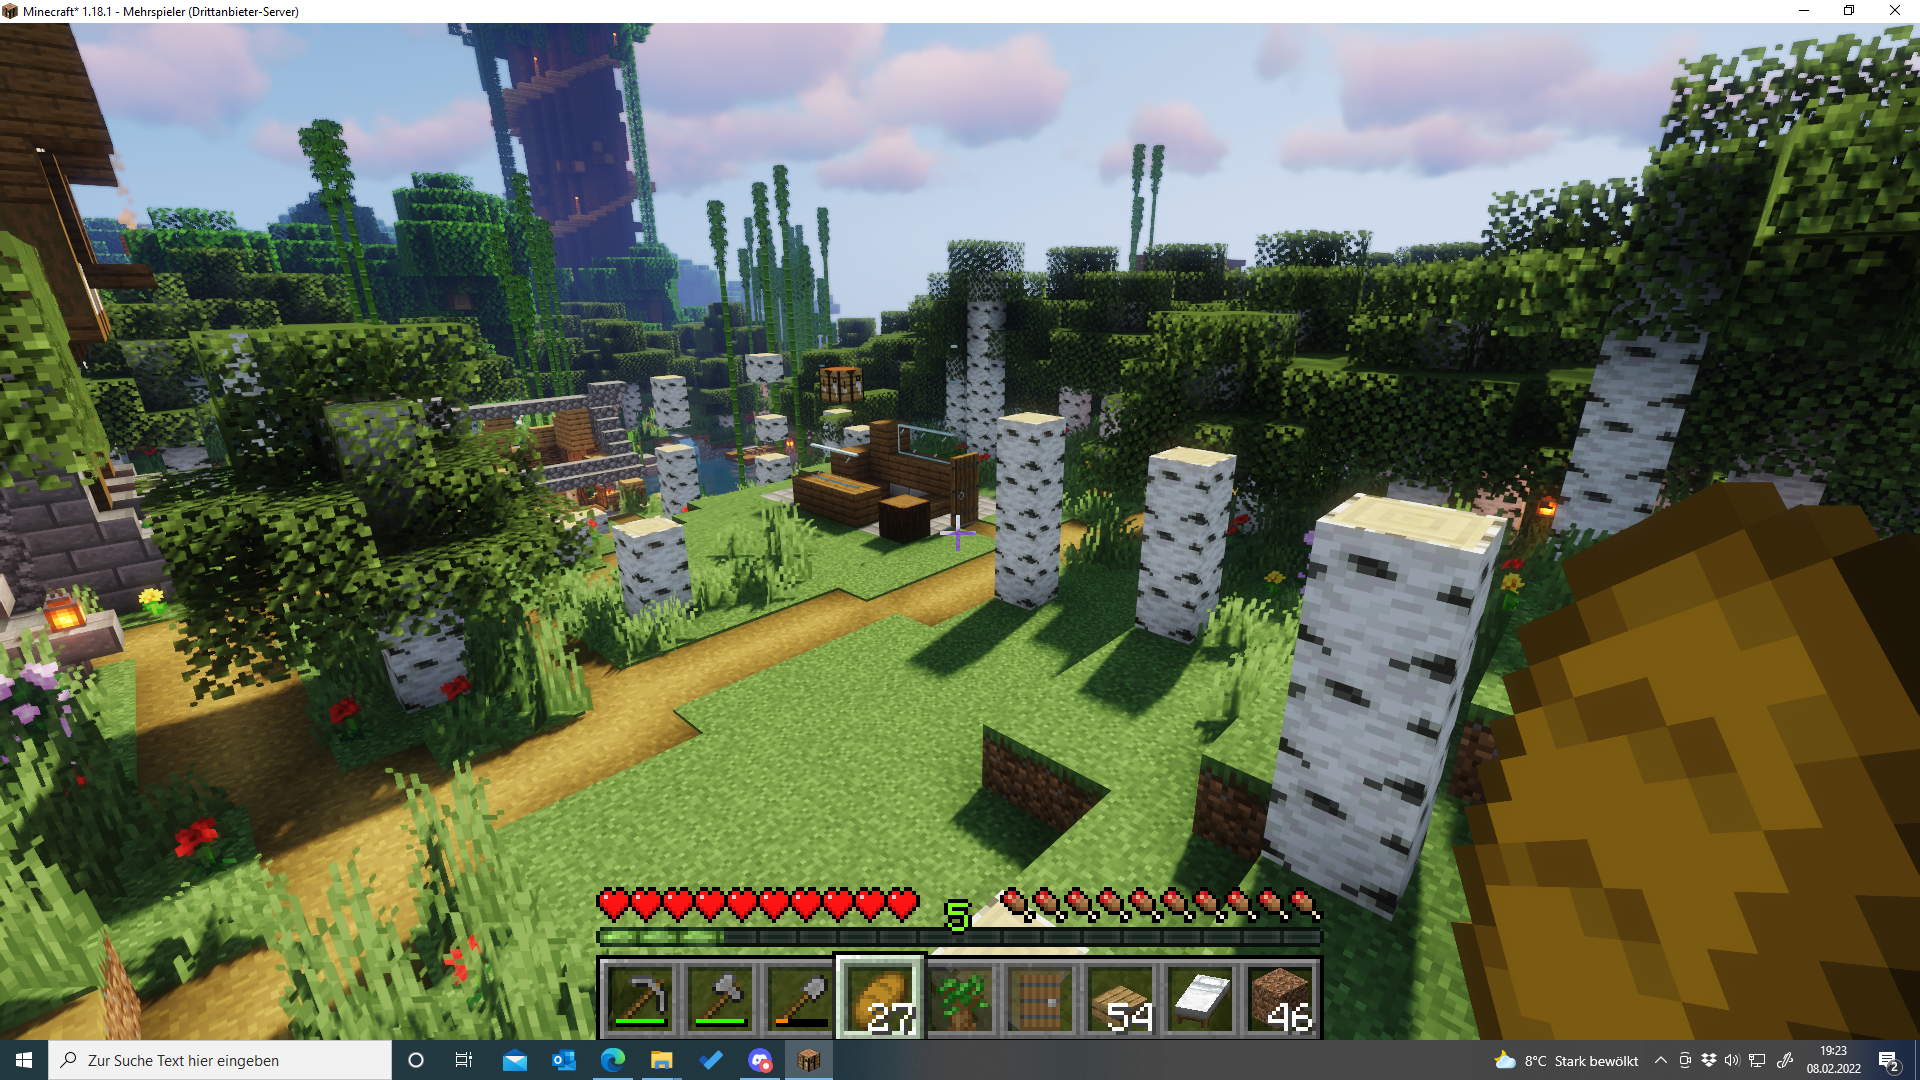 Minecraft* 1.18.1 - Mehrspieler (Drittanbieter-Server)
5
27
54
46
Zur Suche Text hier eingeben
8°C Stark bewölkt
19:23
08.02.2022
2